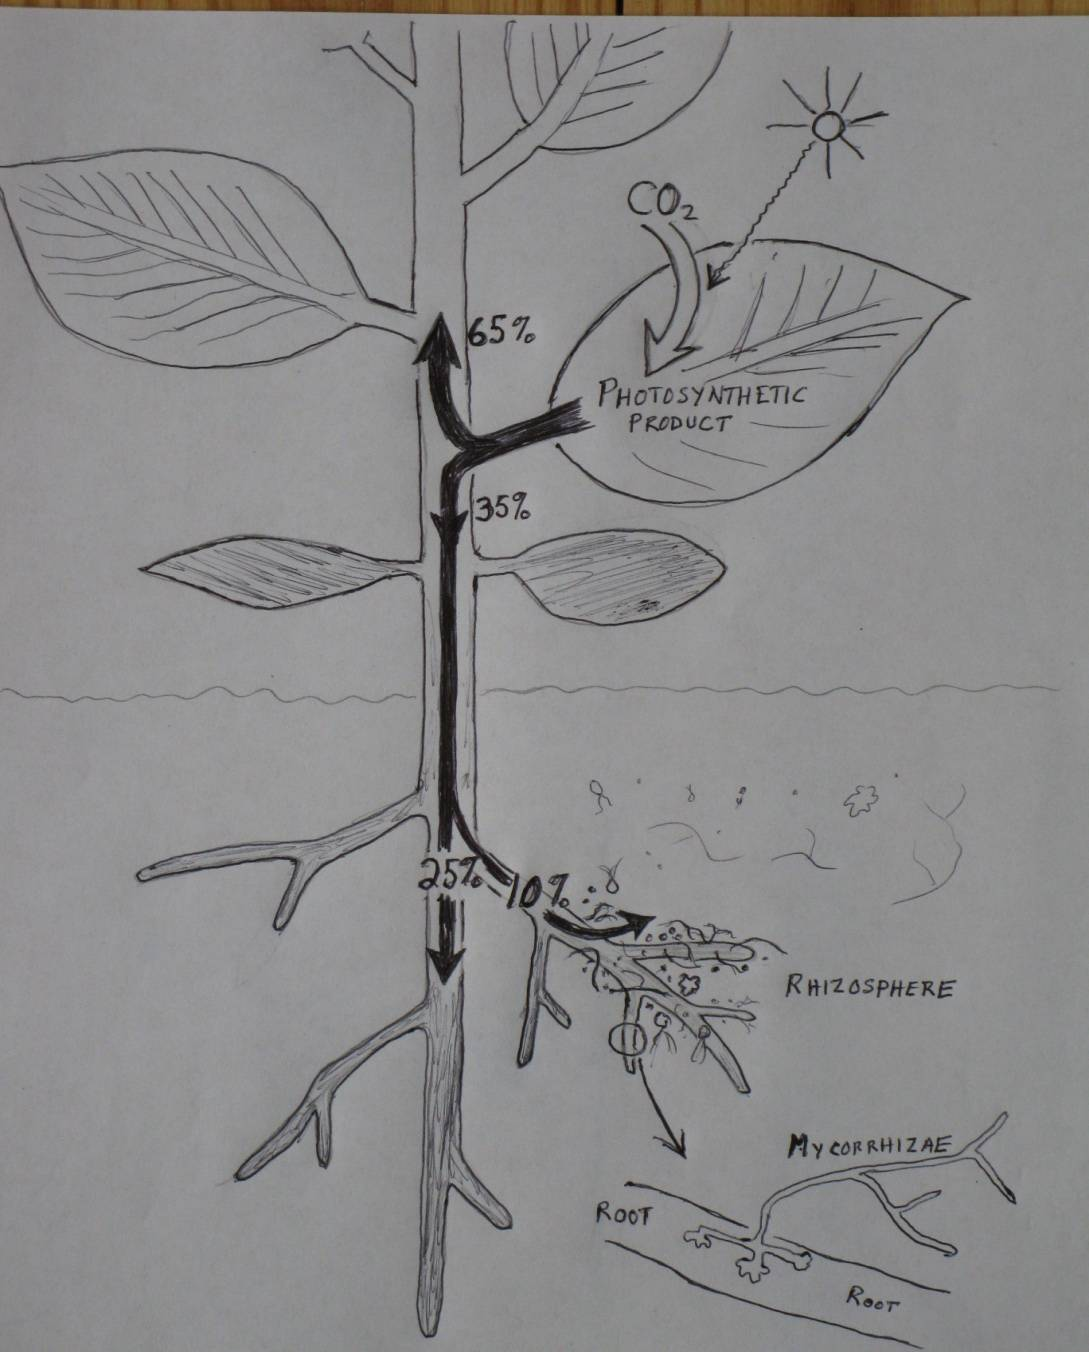 CO₂
65%
PHOTOSYNTHETIC
PRODUCT
35%
25%
10%
RHIZOSPHERE
MYCORRHIZAE
ROOT
ROOT